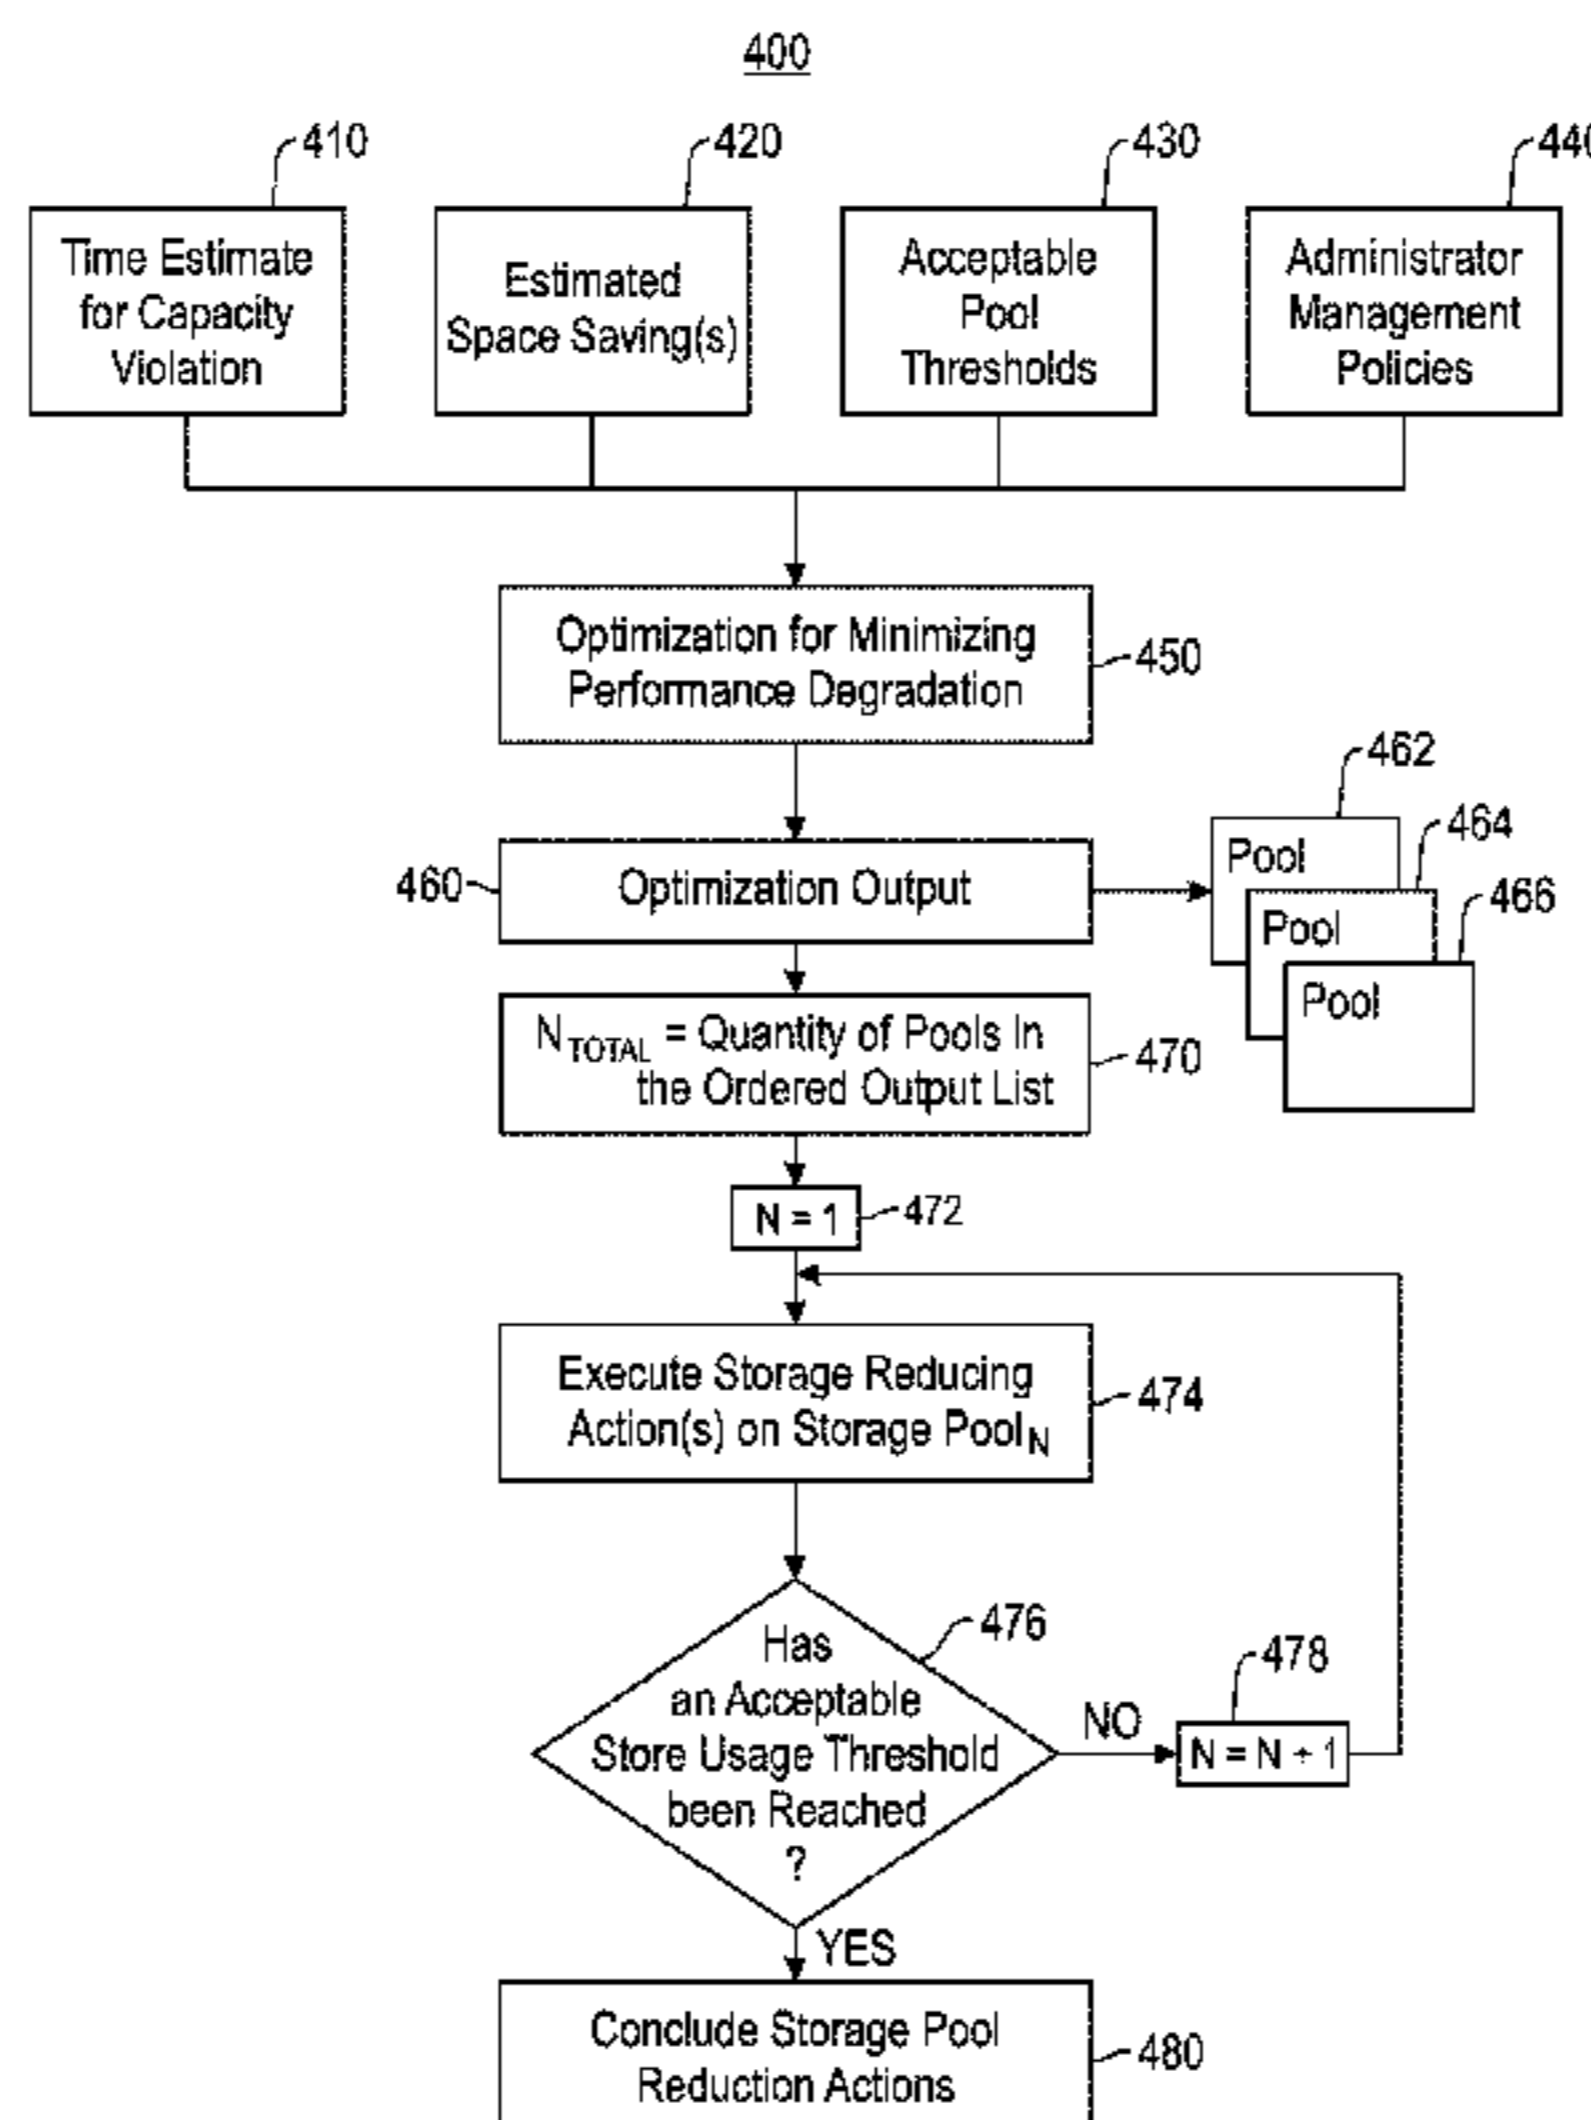 400
410
420
430
440
Time Estimate
for Capacity
Violation
Estimated
Space Saving(s)
Acceptable
Pool
Thresholds
Administrator
Management
Policies
Optimization for Minimizing
Performance Degradation
450
462
464
466
460
Optimization Output
Pool
Pool
Pool
N TOTAL = Quantity of Pools In
the Ordered Output List
470
N = 1
472
Execute Storage Reducing
Action(s) on Storage Pool N
474
Has
an Acceptable
Store Usage Threshold
been Reached
?
476
NO
478
N = N + 1
YES
Conclude Storage Pool
Reduction Actions
480